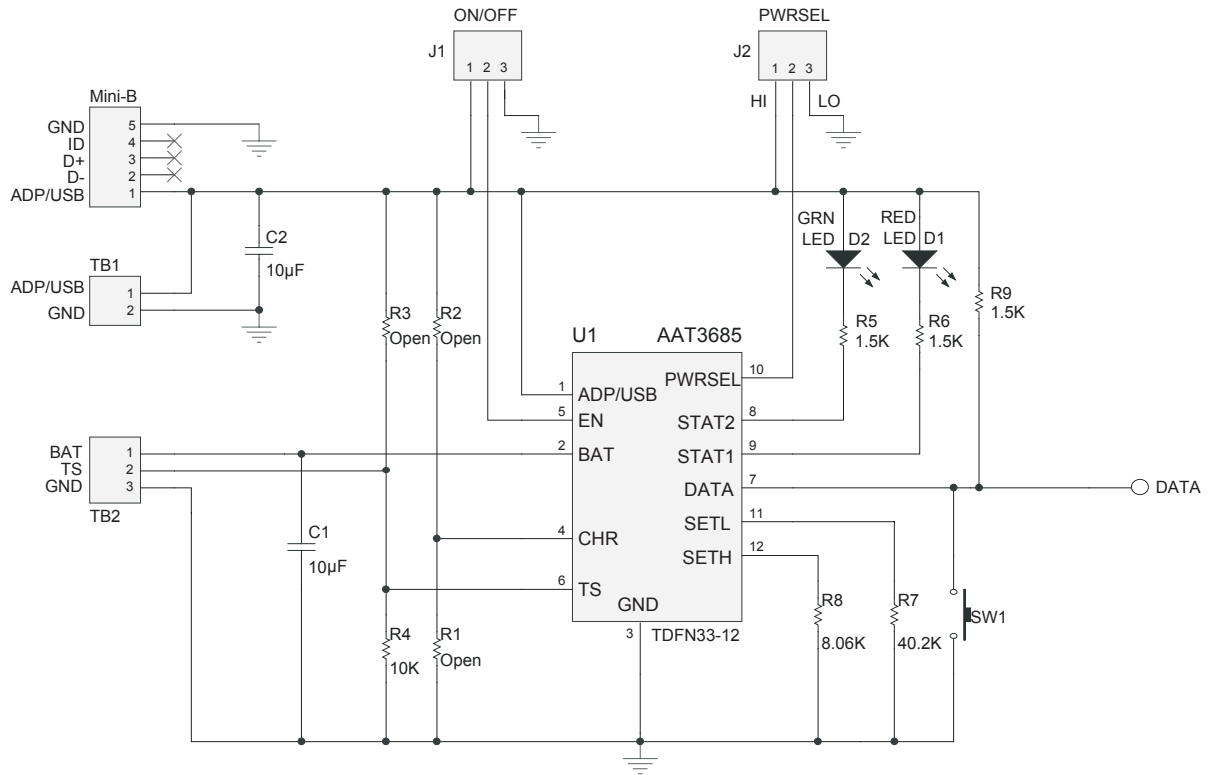 ON/OFF
J1
1 2 3
PWRSEL
J2
1 2 3
HI
LO
Mini-B
GND 5
ID 4
D+ 3
D- 2
ADP/USB 1
C2
10µF
TB1
ADP/USB 1
GND 2
GRN
LED D2
RED
LED D1
R9
1.5K
R3
Open
R2
Open
R5
1.5K
R6
1.5K
U1 AAT3685
1 ADP/USB
5 EN
2 BAT
4 CHR
6 TS
GND
3
PWRSEL 10
STAT2 8
STAT1 9
DATA 7
SETL 11
SETH 12
TDFN33-12
DATA
BAT 1
TS 2
GND 3
TB2
C1
10µF
R4
10K
R1
Open
R8
8.06K
R7
40.2K
SW1